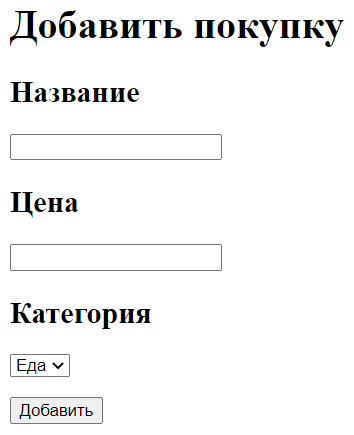 Добавить покупку
Название
Цена
Категория
Еда
Добавить